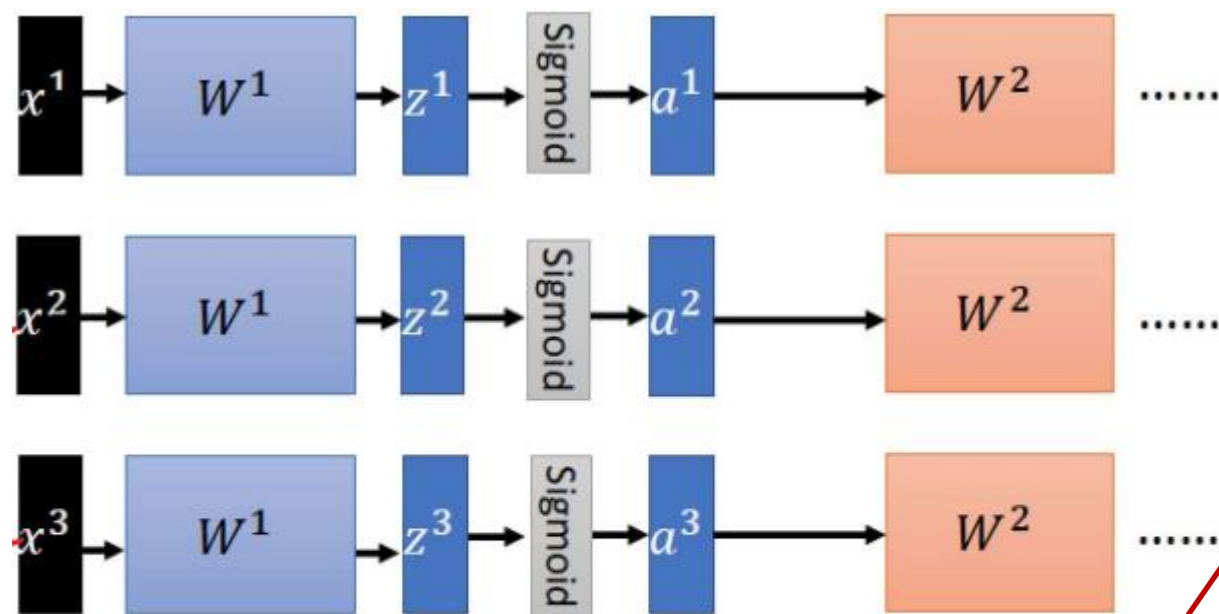 x¹ W¹ z¹ Sigmoid a¹ W² ......
x² W¹ z² Sigmoid a² W² ......
x³ W¹ z³ Sigmoid a³ W² ......